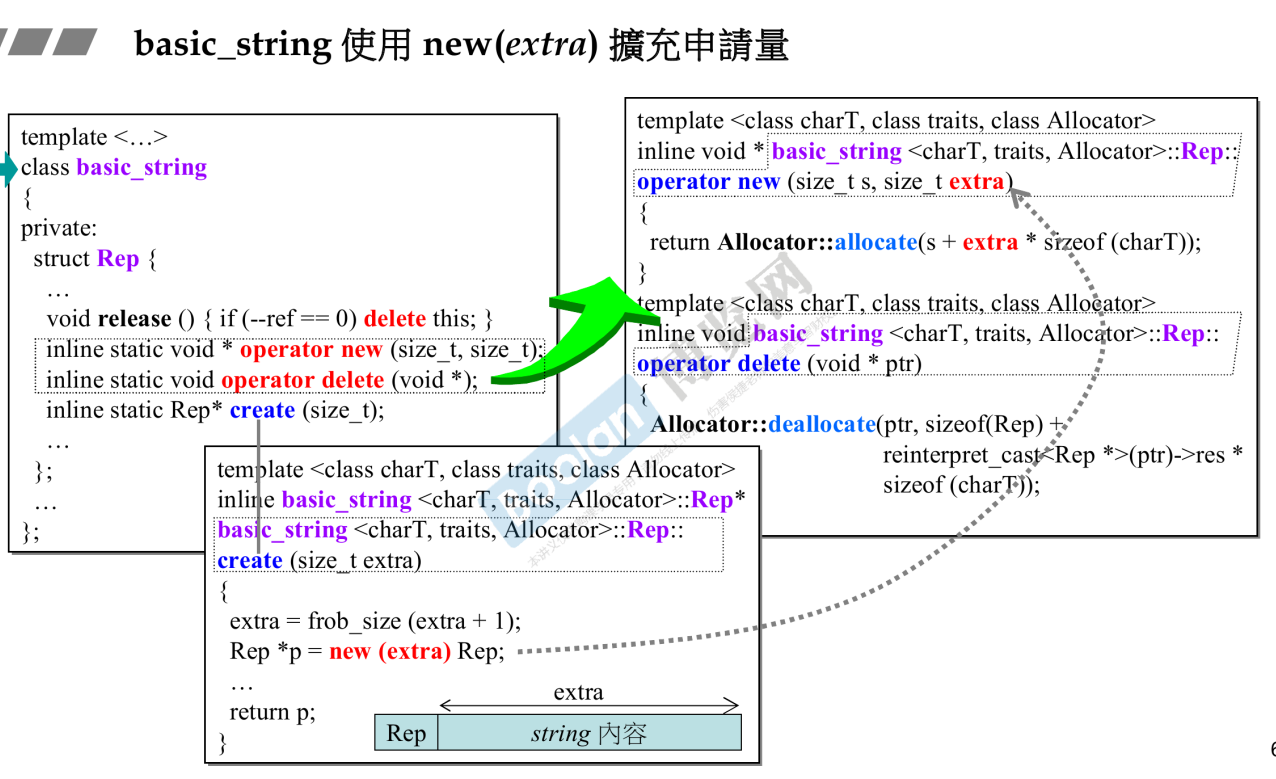 basic_string 使用 new(extra) 擴充申請量
template <…>
class basic_string
{
private:
struct Rep {
…
void release () { if (--ref == 0) delete this; }
inline static void * operator new (size_t, size_t);
inline static void operator delete (void *);
inline static Rep* create (size_t);
…
};
…
};
template <class charT, class traits, class Allocator>
inline void * basic_string <charT, traits, Allocator>::Rep::
operator new (size_t s, size_t extra)
{
return Allocator::allocate(s + extra * sizeof (charT));
}
template <class charT, class traits, class Allocator>
inline void basic_string <charT, traits, Allocator>::Rep::
operator delete (void * ptr)
{
Allocator::deallocate(ptr, sizeof(Rep) +
reinterpret_cast<Rep *>(ptr)->res *
sizeof (charT));
}
template <class charT, class traits, class Allocator>
inline basic_string <charT, traits, Allocator>::Rep*
basic_string <charT, traits, Allocator>::Rep::
create (size_t extra)
{
extra = frob_size (extra + 1);
Rep *p = new (extra) Rep;
…
return p;
}
extra
Rep
string 內容
Boolan 博览网
6